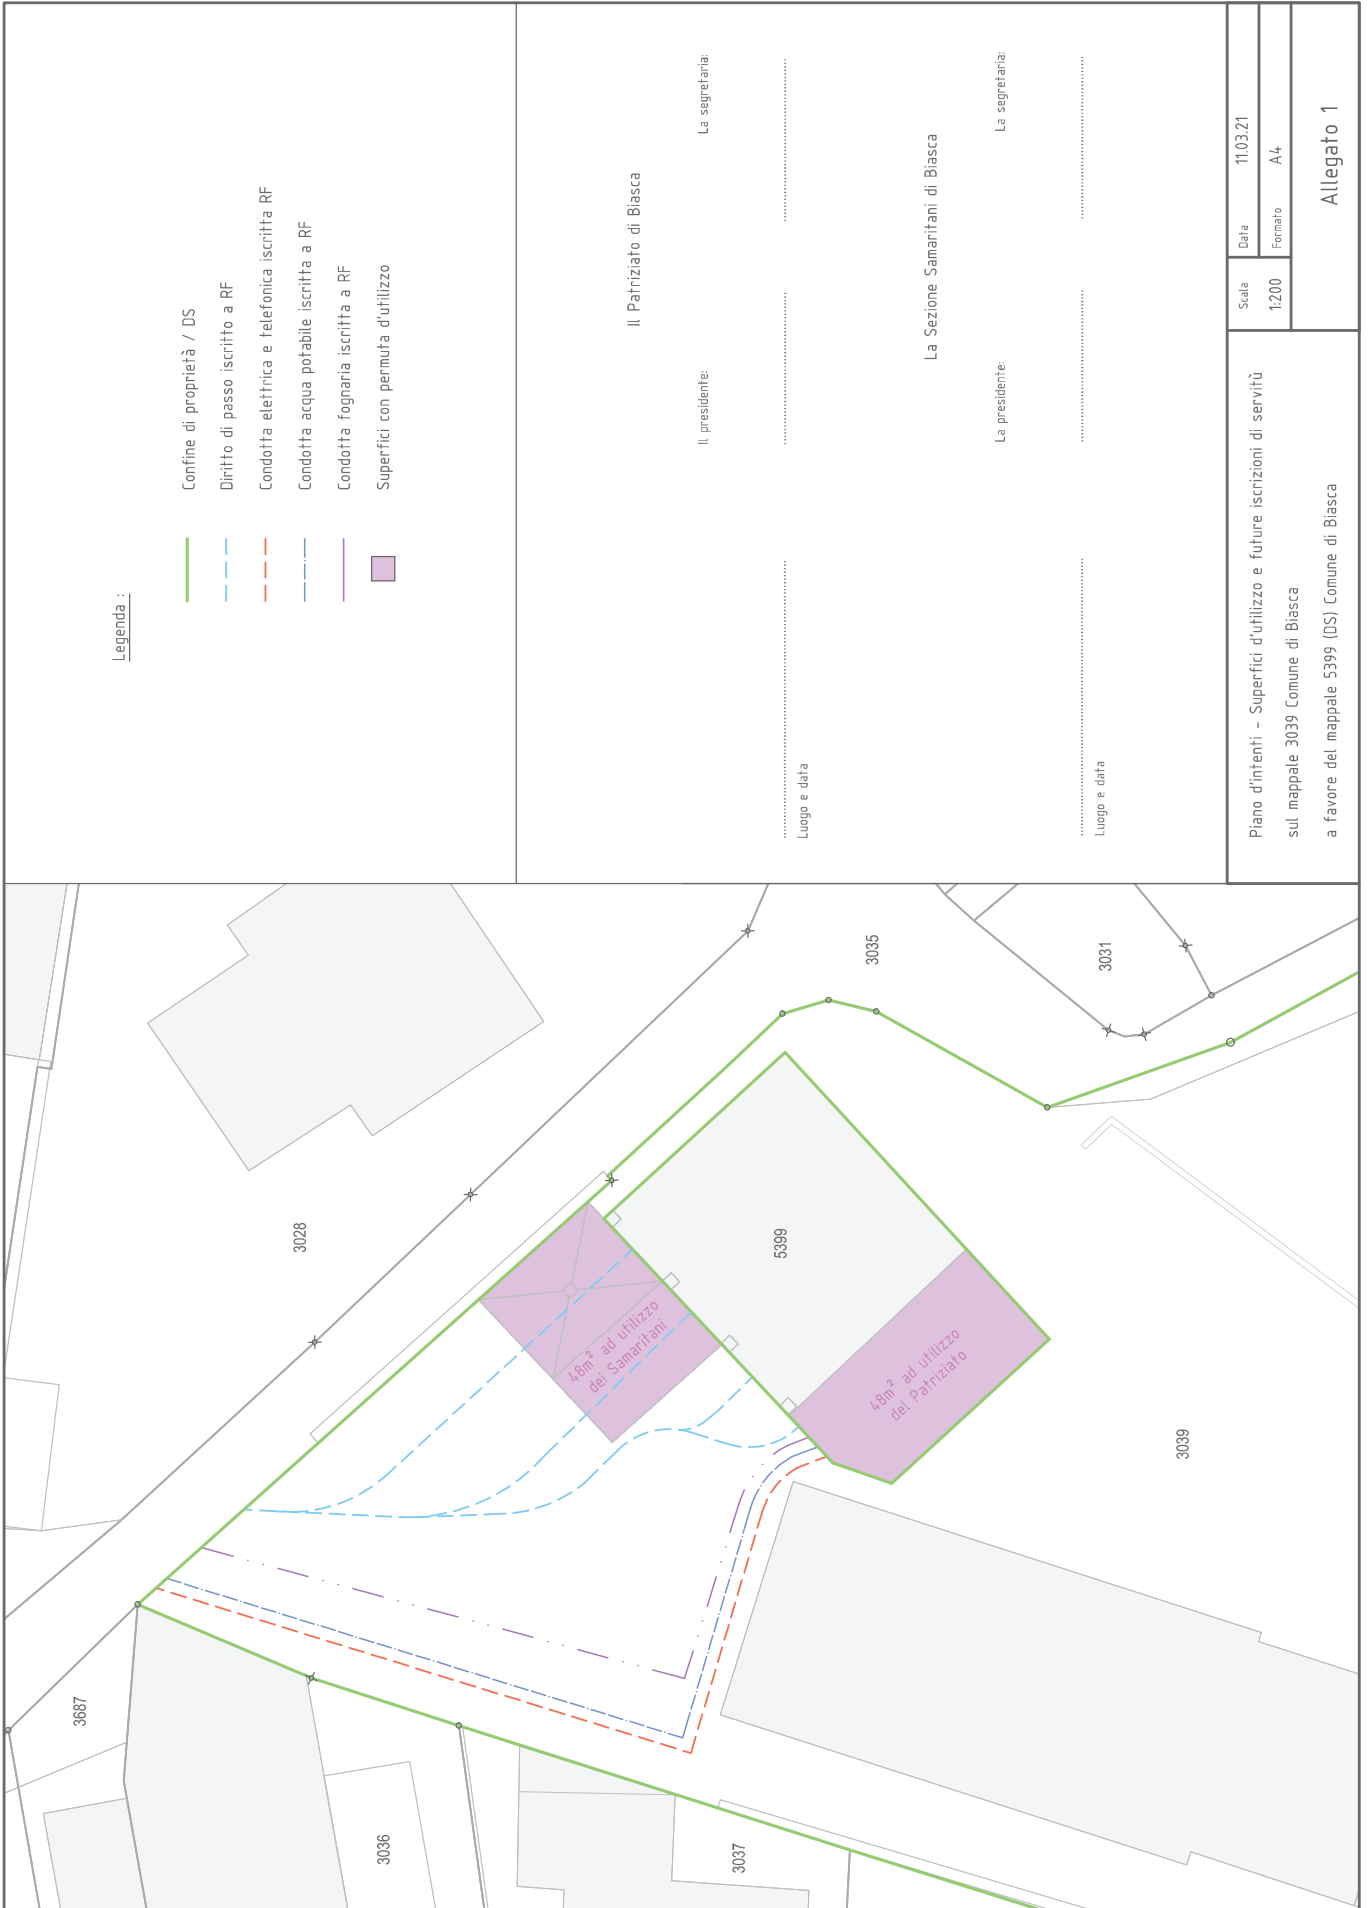 Legenda :
Confine di proprietà / DS
Diritto di passo iscritto a RF
Condotta elettrica e telefonica iscritta RF
Condotta acqua potabile iscritta a RF
Condotta fognaria iscritta a RF
Superfici con permuta d'utilizzo
Il Patriziato di Biasca
Il presidente:
La segretaria:
Luogo e data
La Sezione Samaritani di Biasca
La presidente:
La segretaria:
Luogo e data
Piano d'intenti - Superfici d'utilizzo e future iscrizioni di servitù
sul mappale 3039 Comune di Biasca
a favore del mappale 5399 (DS) Comune di Biasca
Scala
1:200
Data 11.03.21
Formato A4
Allegato 1
3687
3028
3035
3031
5399
48m² ad utilizzo
dei Samaritani
48m² ad utilizzo
del Patriziato
3039
3036
3037